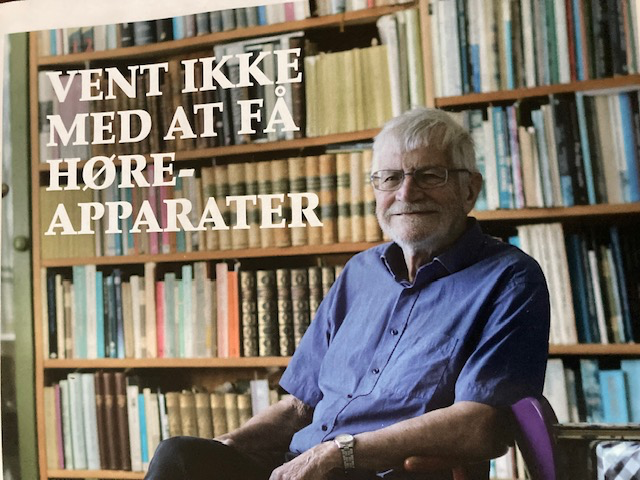 VENT IKKE
MED AT FÅ
HØRE-
APPARATER